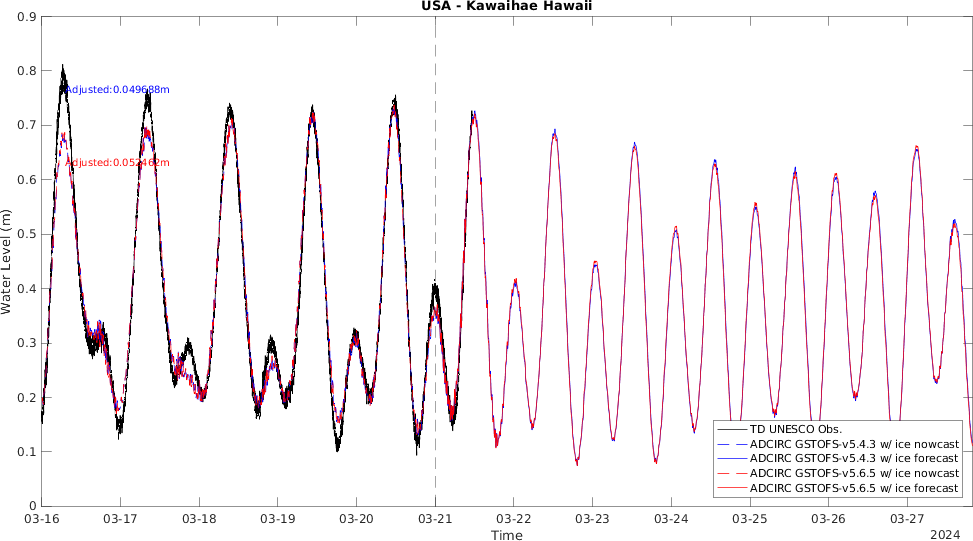 USA - Kawaihae Hawaii
0.9
0.8
0.7
0.6
0.5
0.4
0.3
0.2
0.1
0
Water Level (m)
Adjusted:0.049688m
Adjusted:0.052462m
TD UNESCO Obs.
ADCIRC GSTOFS-v5.4.3 w/ ice nowcast
ADCIRC GSTOFS-v5.4.3 w/ ice forecast
ADCIRC GSTOFS-v5.6.5 w/ ice nowcast
ADCIRC GSTOFS-v5.6.5 w/ ice forecast
03-16 03-17 03-18 03-19 03-20 03-21 03-22 03-23 03-24 03-25 03-26 03-27
Time
2024